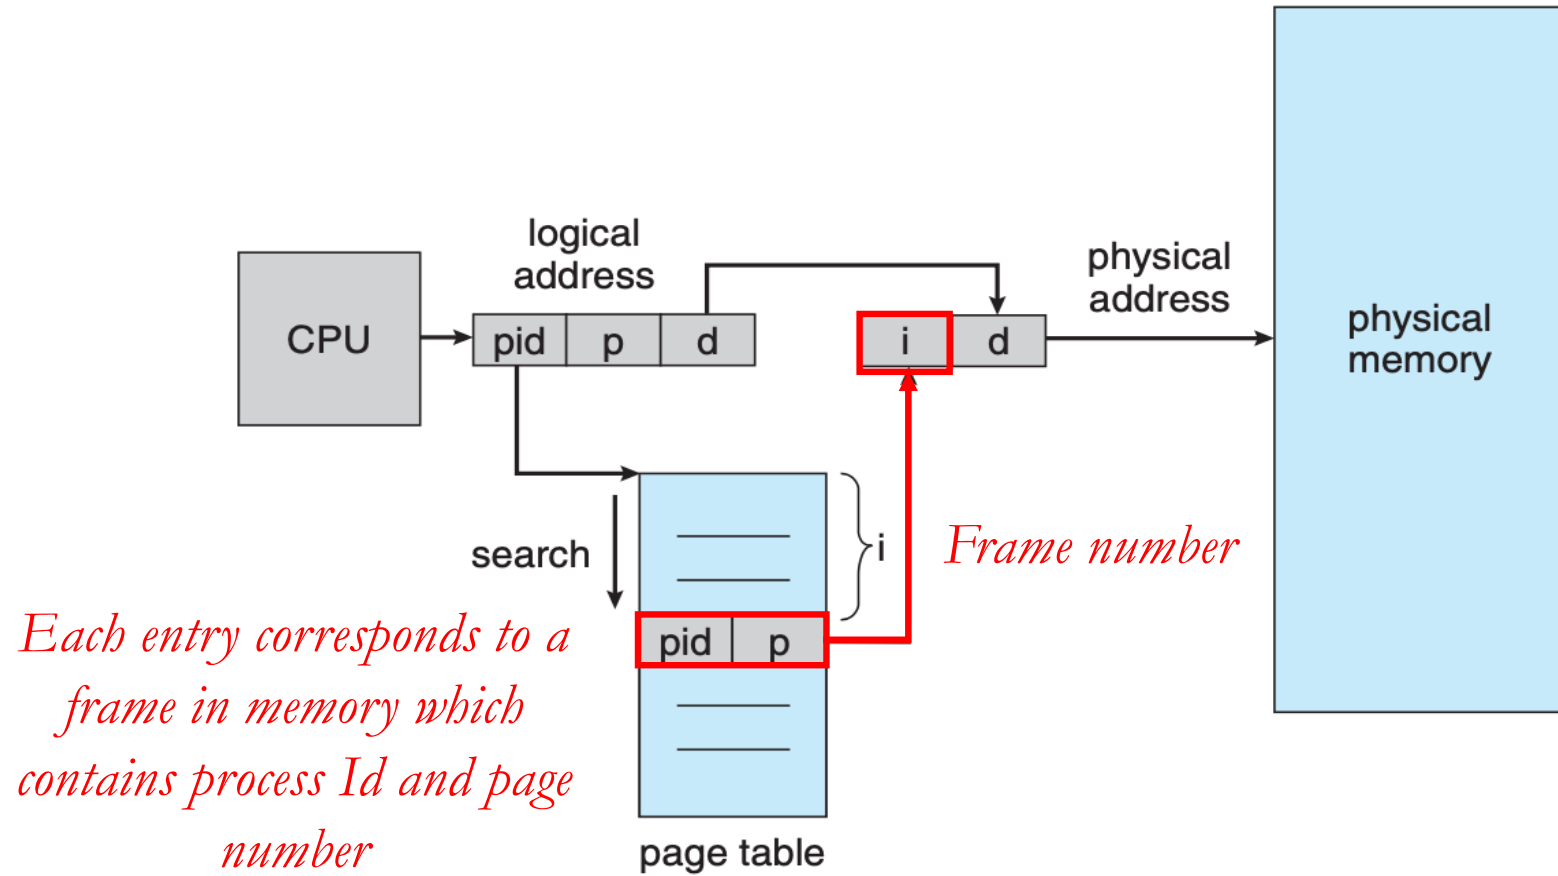 logical
address
physical
address
CPU
pid
p
d
i
d
physical
memory
search
i
Frame number
pid
p
Each entry corresponds to a
frame in memory which
contains process Id and page
number
page table